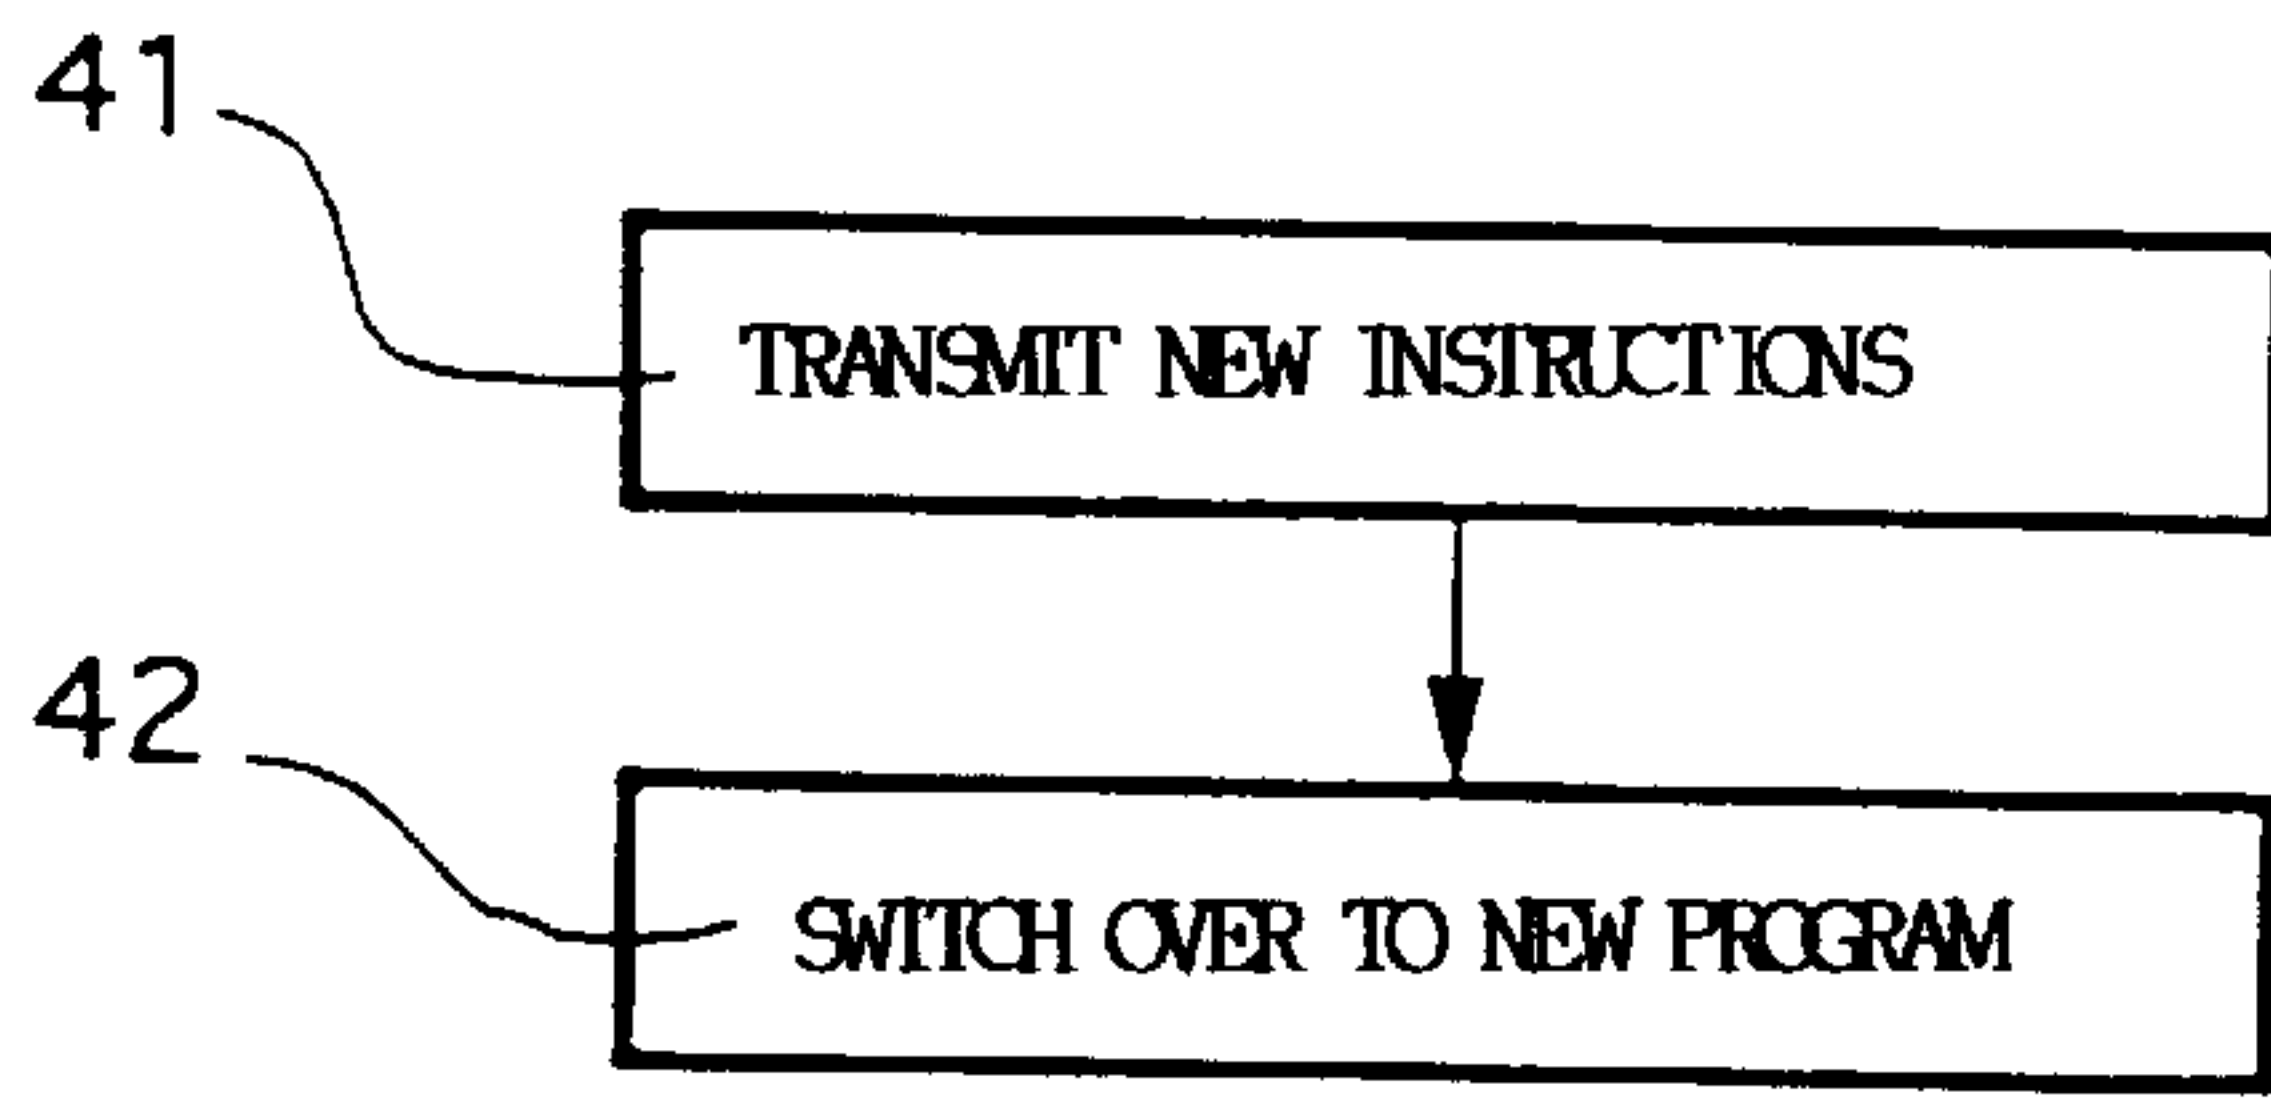 41
TRANSMIT NEW INSTRUCTIONS
42
SWITCH OVER TO NEW PROGRAM